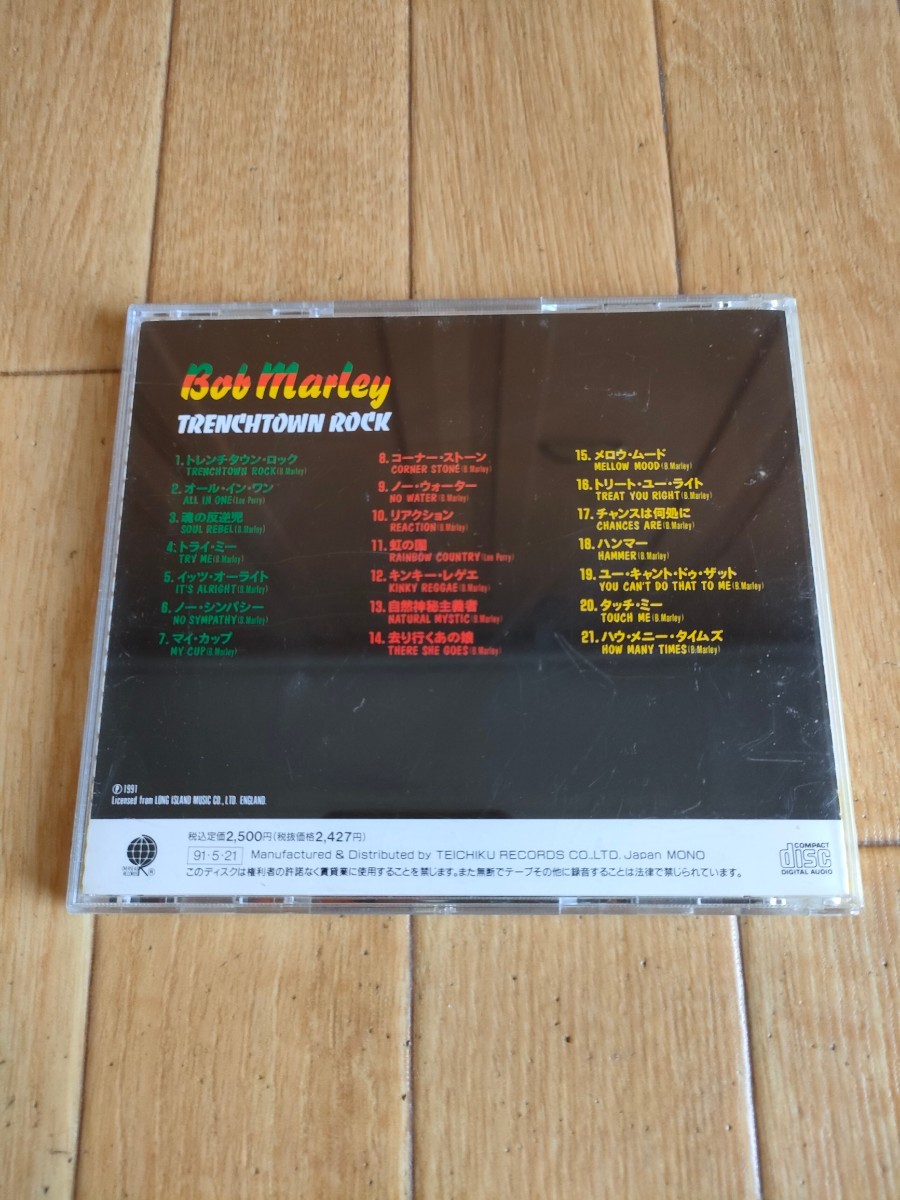 Bob Marley
TRENCHTOWN ROCK
1. トレンチタウン・ロック
TRENCHTOWN ROCK (B.Marley)
2. オール・イン・ワン
ALL IN ONE (Lee Perry)
3. 魂の反逆児
SOUL REBEL (B.Marley)
4. トライ・ミー
TRY ME (B.Marley)
5. イッツ・オーライト
IT'S ALRIGHT (B.Marley)
6. ノー・シンパシー
NO SYMPATHY (B.Marley)
7. マイ・カップ
MY CUP (B.Marley)
8. コーナー・ストーン
CORNER STONE (B.Marley)
9. ノー・ウォーター
NO WATER (B.Marley)
10. リアクション
REACTION (B.Marley)
11. 虹の国
RAINBOW COUNTRY (Lee Perry)
12. キンキー・レゲエ
KINKY REGGAE (B.Marley)
13. 自然神秘主義者
NATURAL MYSTIC (B.Marley)
14. 去り行くあの娘
THERE SHE GOES (B.Marley)
15. メロウ・ムード
MELLOW MOOD (B.Marley)
16. トリート・ユー・ライト
TREAT YOU RIGHT (B.Marley)
17. チャンスは何処に
CHANCES ARE (B.Marley)
18. ハンマー
HAMMER (B.Marley)
19. ユー・キャント・ドゥ・ザット
YOU CAN'T DO THAT TO ME (B.Marley)
20. タッチ・ミー
TOUCH ME (B.Marley)
21. ハウ・メニー・タイムズ
HOW MANY TIMES (B.Marley)
Ⓟ1991
Licensed from LONG ISLAND MUSIC CO., LTD. ENGLAND.
税込定価2,500円(税抜価格2,427円)
91・5・21 Manufactured & Distributed by TEICHIKU RECORDS CO.,LTD. Japan MONO
このディスクは権利者の許諾なく賃貸業に使用することを禁じます。また無断でテープその他に録音することは法律で禁じられています。
COMPACT
disc
DIGITAL AUDIO